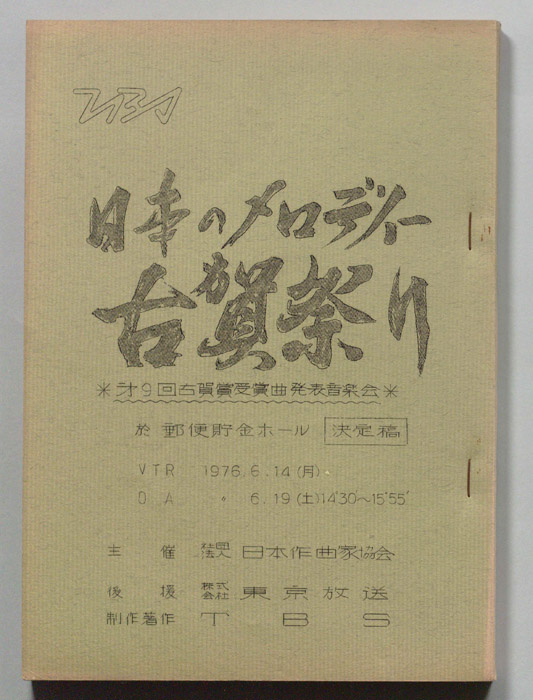 TBS
日本のメロディー
古賀祭り
＊才9回古賀賞受賞曲発表音楽会＊
於 郵便貯金ホール 決定稿
VTR 1976.6.14(月)
O A 〃 6.19(土)14'30〜15'55'
主 催 社団法人 日本作曲家協会
後 援 株式会社 東京放送
制作著作 TBS